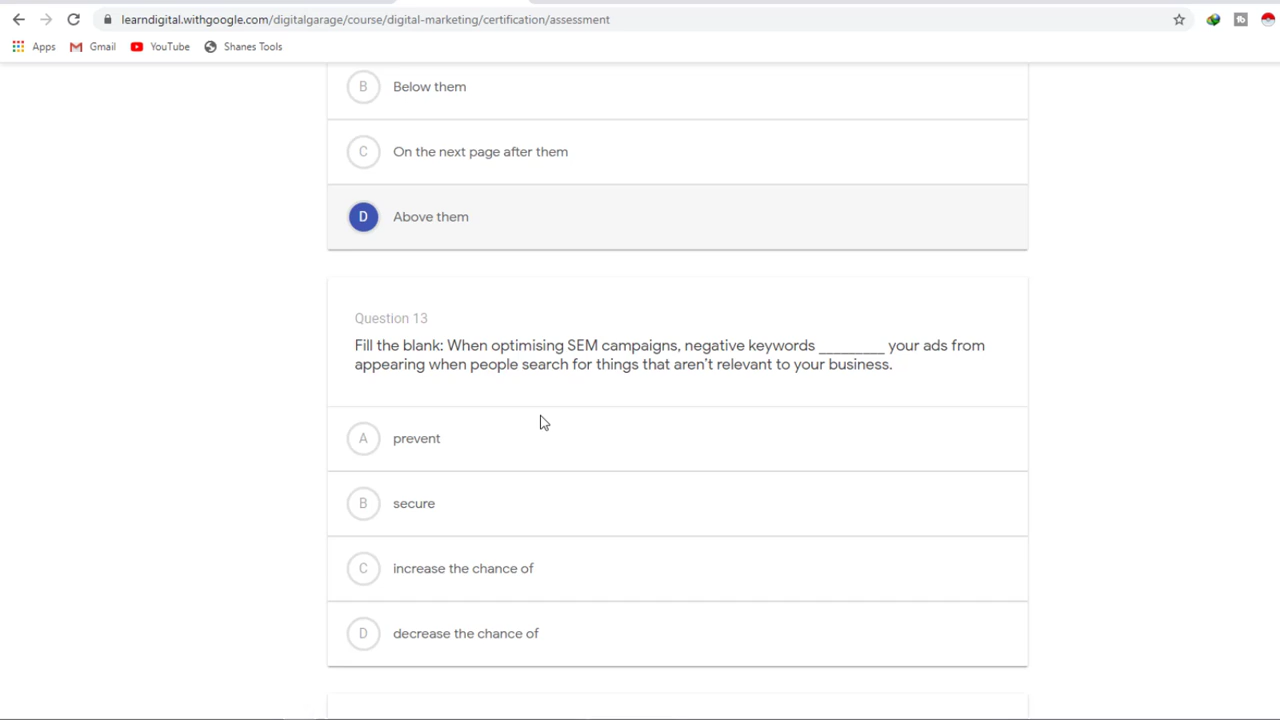 learndigital.withgoogle.com/digitalgarage/course/digital-marketing/certification/assessment
Apps Gmail YouTube Shanes Tools
B Below them
C On the next page after them
D Above them
Question 13
Fill the blank: When optimising SEM campaigns, negative keywords _________ your ads from
appearing when people search for things that aren't relevant to your business.
A prevent
B secure
C increase the chance of
D decrease the chance of